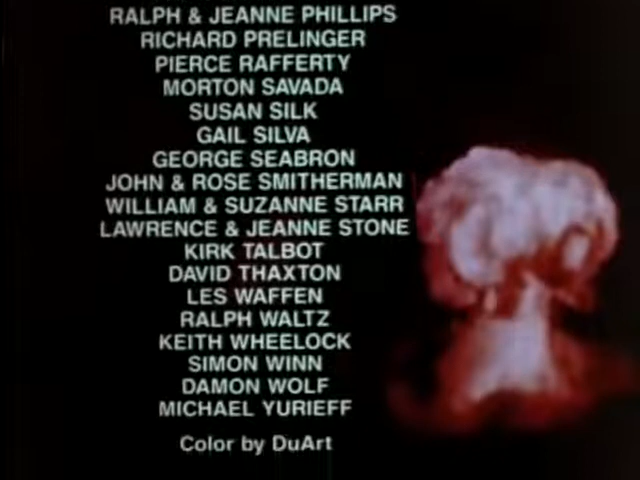 RALPH & JEANNE PHILLIPS
RICHARD PRELINGER
PIERCE RAFFERTY
MORTON SAVADA
SUSAN SILK
GAIL SILVA
GEORGE SEABRON
JOHN & ROSE SMITHERMAN
WILLIAM & SUZANNE STARR
LAWRENCE & JEANNE STONE
KIRK TALBOT
DAVID THAXTON
LES WAFFEN
RALPH WALTZ
KEITH WHEELOCK
SIMON WINN
DAMON WOLF
MICHAEL YURIEFF
Color by DuArt